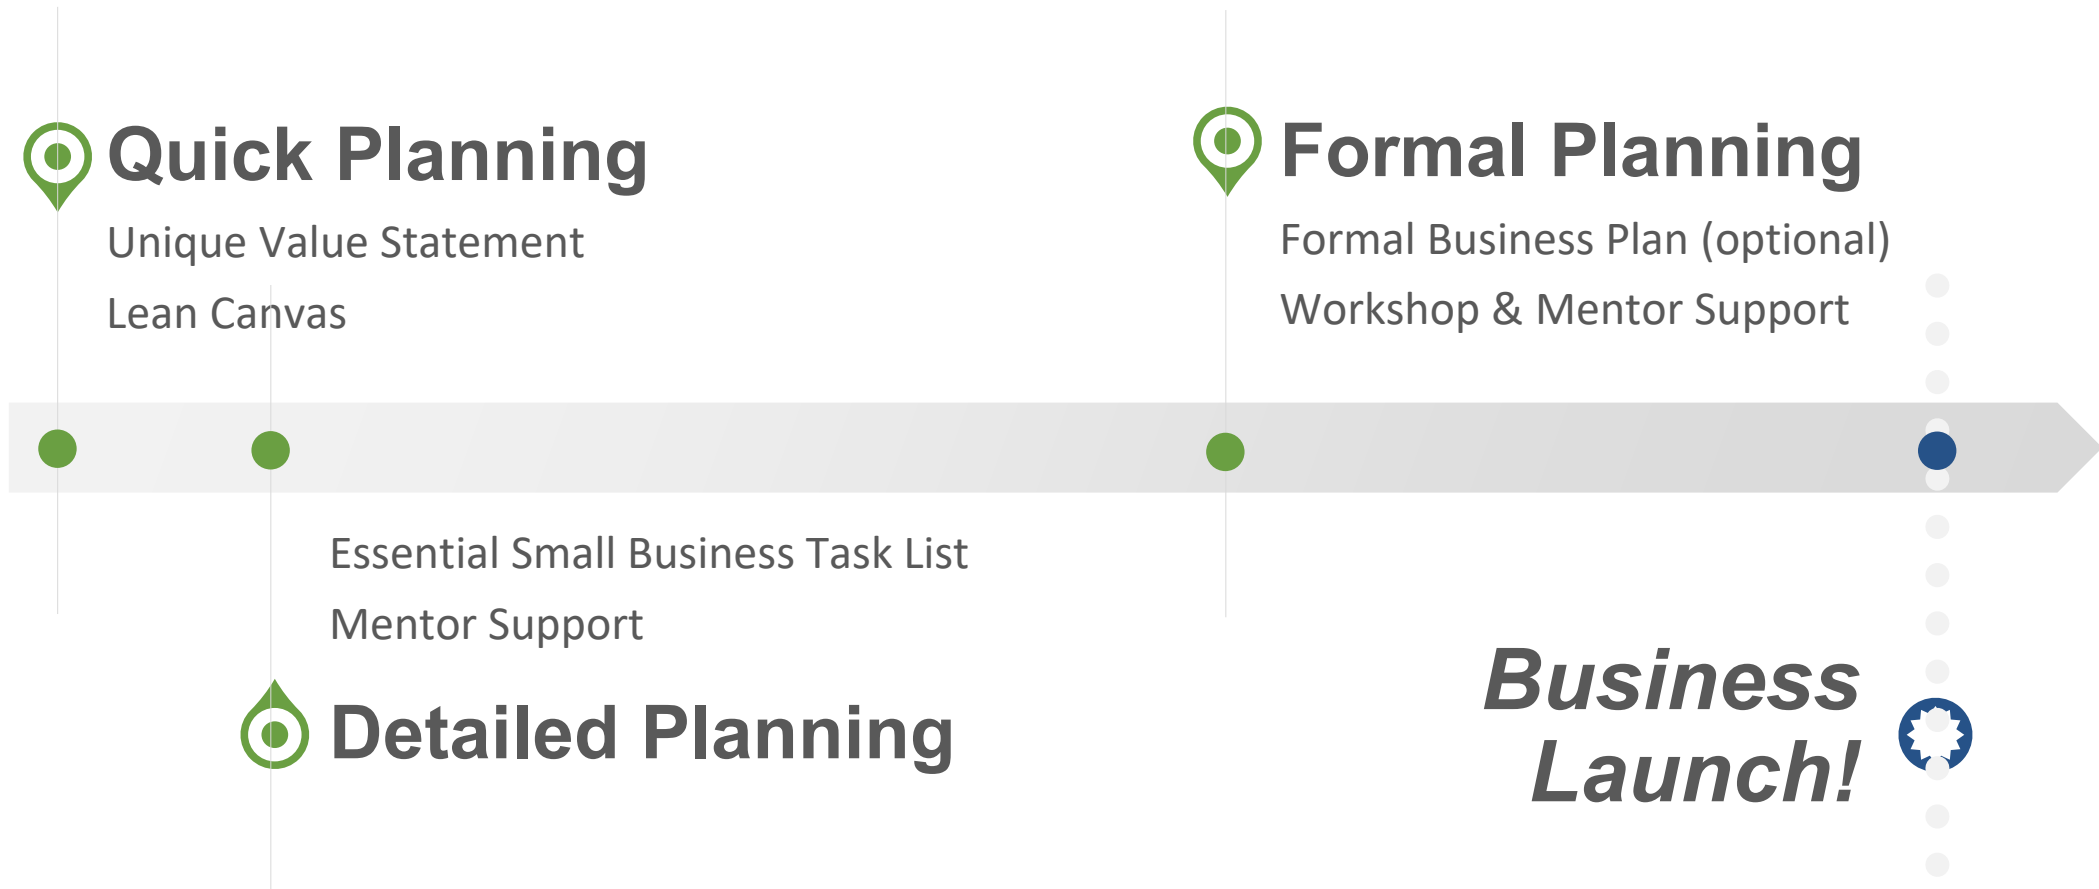 Quick Planning
Unique Value Statement
Lean Canvas
Formal Planning
Formal Business Plan (optional)
Workshop & Mentor Support
Essential Small Business Task List
Mentor Support
Detailed Planning
Business
Launch!